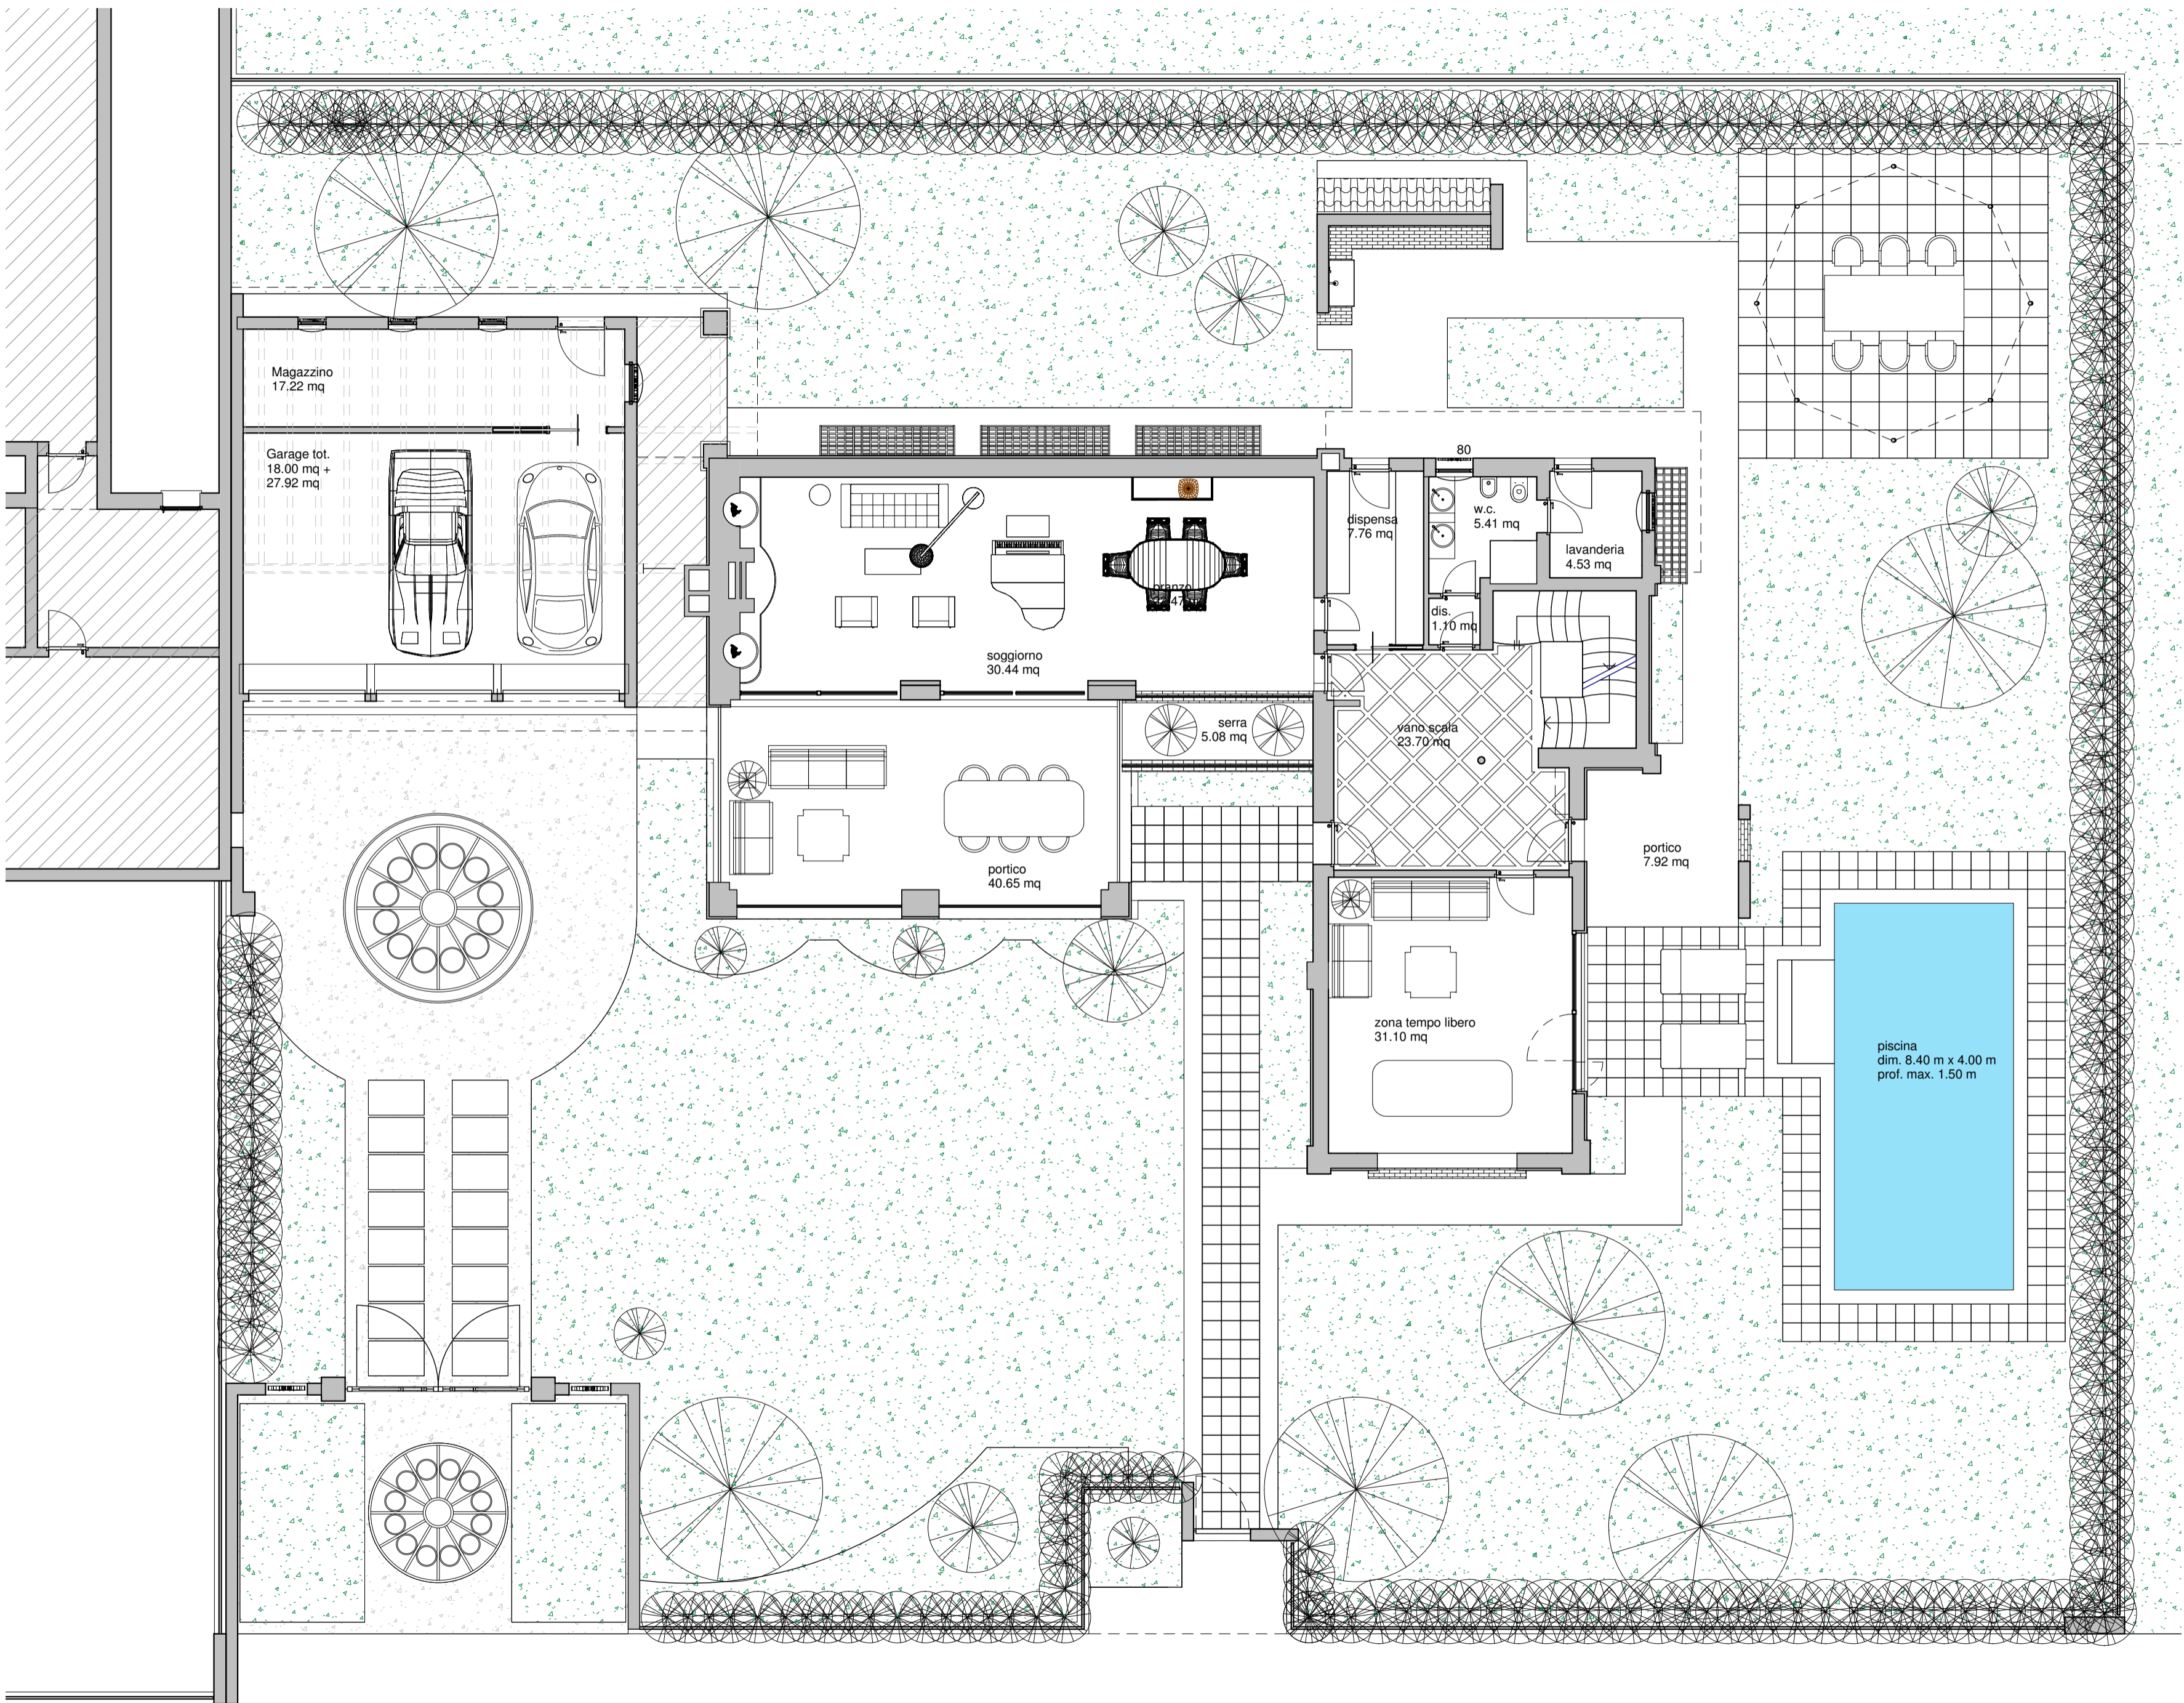 Magazzino
17.22 mq
Garage tot.
18.00 mq +
27.92 mq
80
dispensa
7.76 mq
w.c.
5.41 mq
lavanderia
4.53 mq
pranzo
dis.
1.10 mq
soggiorno
30.44 mq
serra
5.08 mq
vano scala
23.70 mq
portico
7.92 mq
portico
40.65 mq
zona tempo libero
31.10 mq
piscina
dim. 8.40 m x 4.00 m
prof. max. 1.50 m